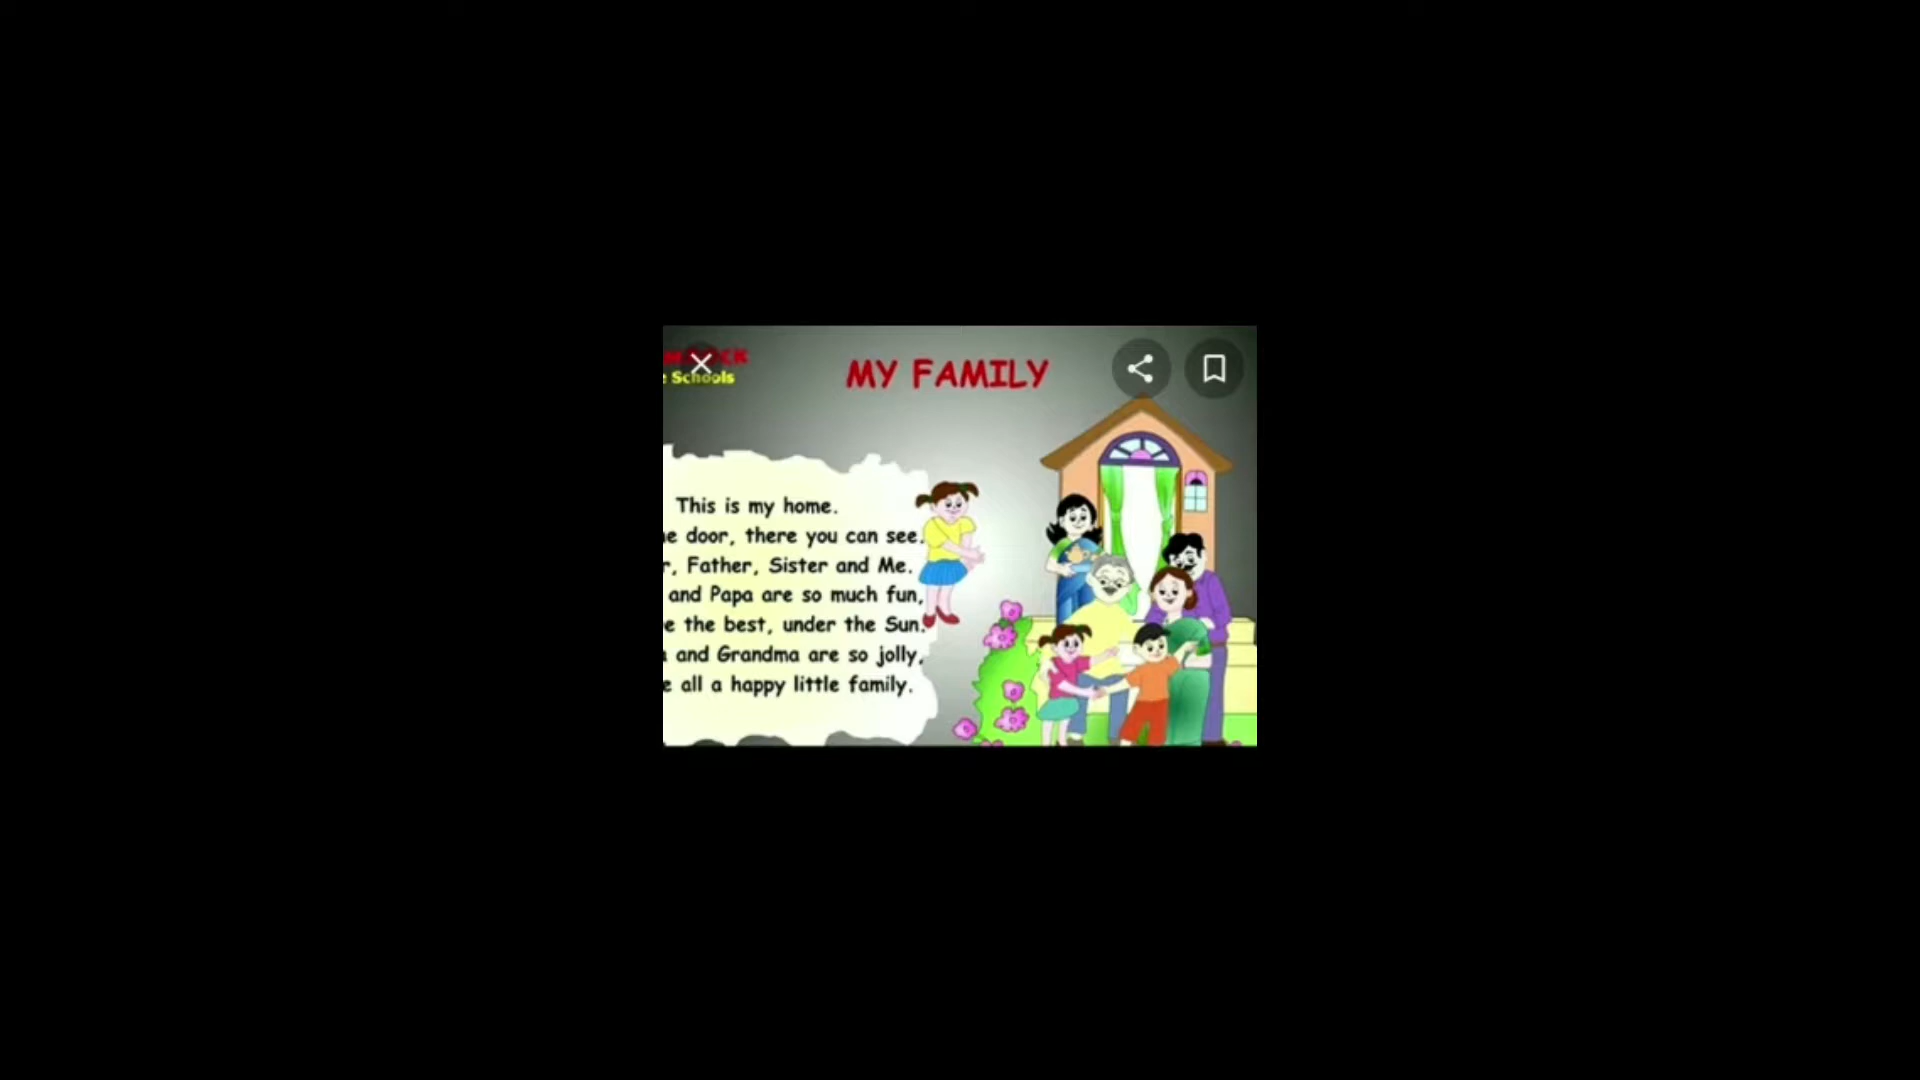 Schools
MY FAMILY
This is my home.
door, there you can see.
Father, Sister and Me.
and Papa are so much fun,
the best, under the Sun.
and Grandma are so jolly,
all a happy little family.